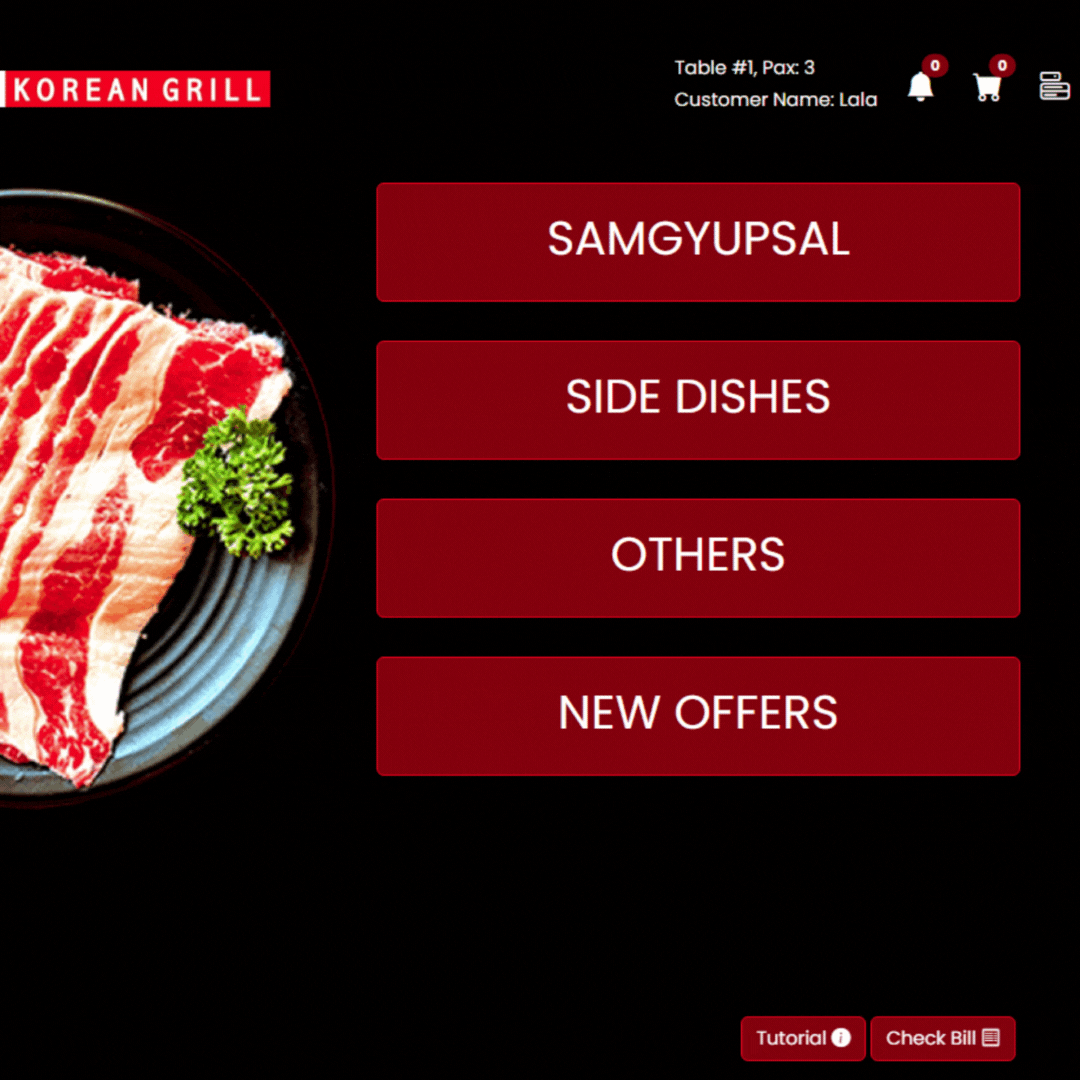 KOREAN GRILL
Table #1, Pax: 3
Customer Name: Lala
0
0
SAMGYUPSAL
SIDE DISHES
OTHERS
NEW OFFERS
Tutorial
Check Bill